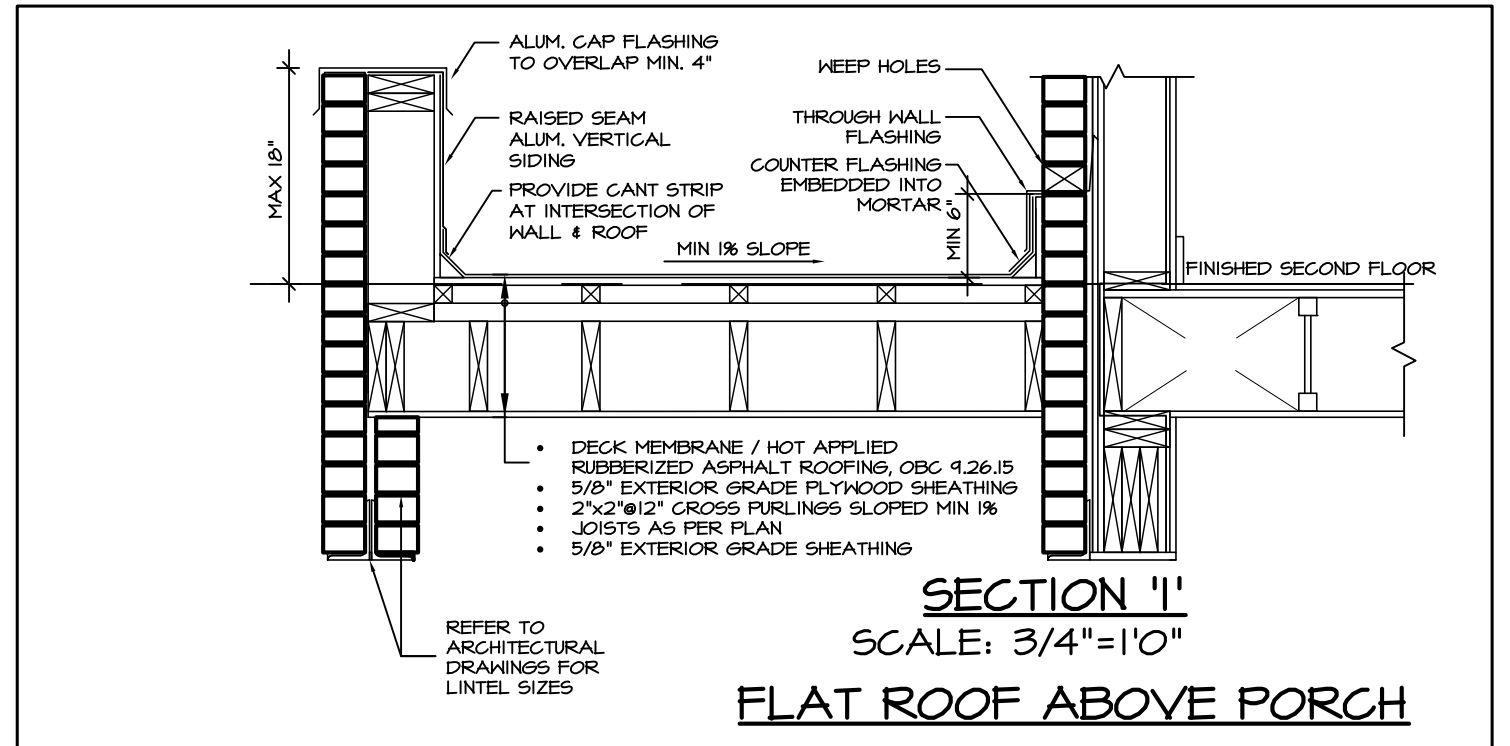 ALUM. CAP FLASHING
TO OVERLAP MIN. 4"
RAISED SEAM
ALUM. VERTICAL
SIDING
PROVIDE CANT STRIP
AT INTERSECTION OF
WALL & ROOF
MAX 18"
MIN 1% SLOPE
WEEP HOLES
THROUGH WALL
FLASHING
COUNTER FLASHING
EMBEDDED INTO
MORTAR
MIN 6"
FINISHED SECOND FLOOR
• DECK MEMBRANE / HOT APPLIED
RUBBERIZED ASPHALT ROOFING, OBC 9.26.15
• 5/8" EXTERIOR GRADE PLYWOOD SHEATHING
• 2"x2"@12" CROSS PURLINGS SLOPED MIN 1%
• JOISTS AS PER PLAN
• 5/8" EXTERIOR GRADE SHEATHING
REFER TO
ARCHITECTURAL
DRAWINGS FOR
LINTEL SIZES
SECTION '1'
SCALE: 3/4"=1'0"
FLAT ROOF ABOVE PORCH